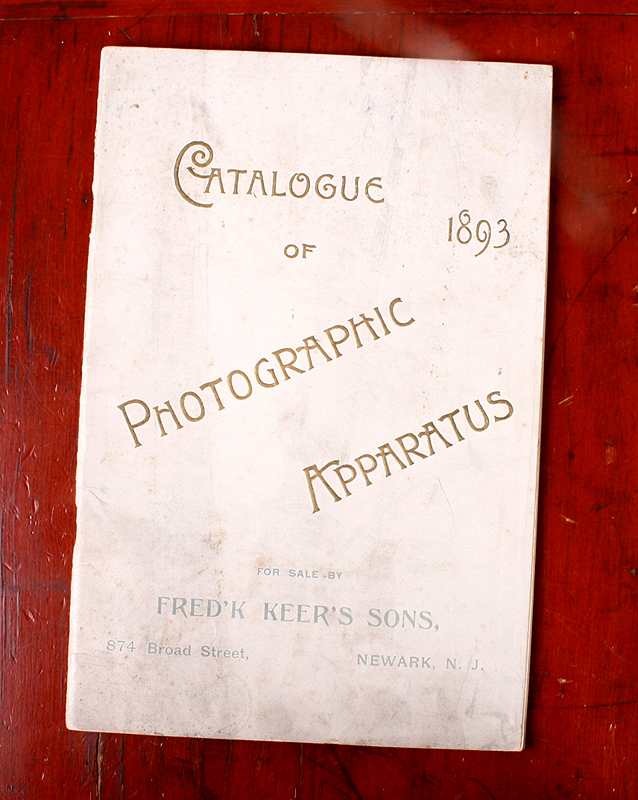 CATALOGUE
OF
1893
PHOTOGRAPHIC
APPARATUS
FOR SALE BY
FRED'K KEER'S SONS,
874 Broad Street,
NEWARK, N. J.